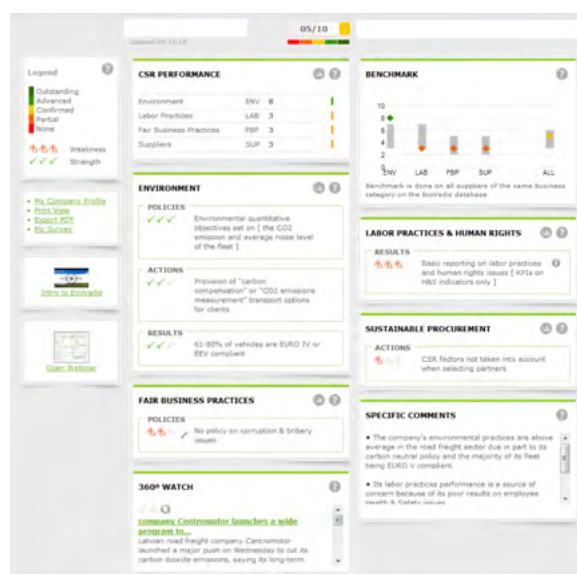 05/10
Legend
Outstanding
Advanced
Confirmed
Partial
None
Weakness
Strength
• My Company Profile
• Print View
• Export PDF
• My Survey
Intro to EcoVadis
Open Webinar
CSR PERFORMANCE
Environment ENV 8
Labor Practices LAB 3
Fair Business Practices FBP 3
Suppliers SUP 3
ENVIRONMENT
POLICIES
Environmental quantitative
objectives set on [ the CO2
emission and average noise level
of the fleet ]
ACTIONS
Provision of "carbon
compensation" or "CO2 emissions
measurement" transport options
for clients
RESULTS
61-80% of vehicles are EURO IV or
EEV compliant
FAIR BUSINESS PRACTICES
POLICIES
No policy on corruption & bribery
issues
360º WATCH
company Centromotor launches a wide
program to...
Latvian road freight company Centromotor
launched a major push on Wednesday to cut its
carbon dioxide emissions, saying its long-term
BENCHMARK
10
8
6
4
2
0
ENV LAB FBP SUP ALL
Benchmark is done on all suppliers of the same business
category on the EcoVadis database
LABOR PRACTICES & HUMAN RIGHTS
RESULTS
Basic reporting on labor practices
and human rights issues [ KPIs on
H&S indicators only ]
SUSTAINABLE PROCUREMENT
ACTIONS
CSR factors not taken into account
when selecting partners
SPECIFIC COMMENTS
• The company's environmental practices are above
average in the road freight sector due in part to its
carbon neutral policy and the majority of its fleet
being EURO V compliant.
• Its labor practices performance is a source of
concern because of its poor results on employee
Health & Safety issues